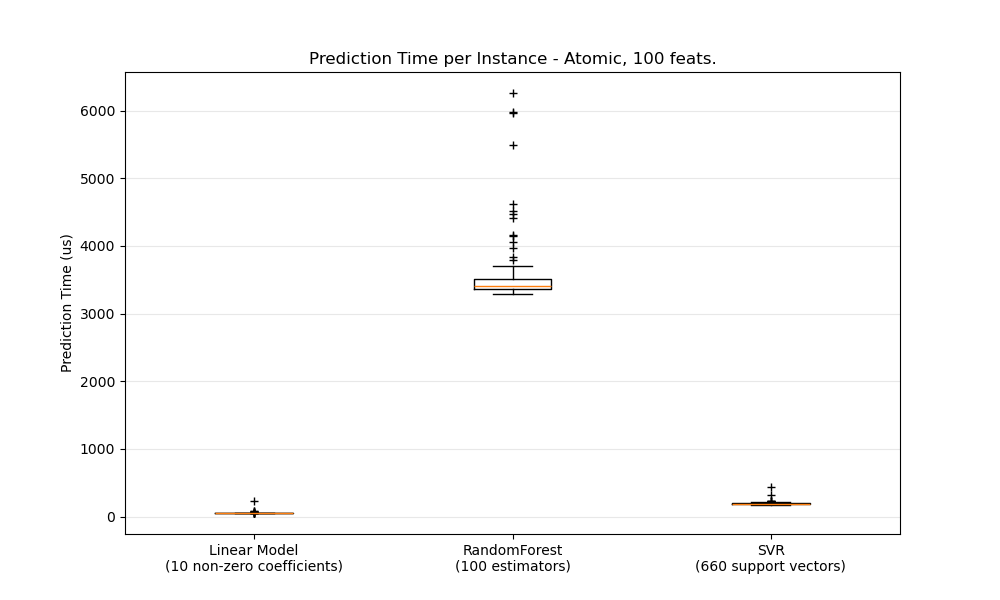 Prediction Time per Instance - Atomic, 100 feats.
Prediction Time (us)
6000
5000
4000
3000
2000
1000
0
Linear Model
(10 non-zero coefficients)
RandomForest
(100 estimators)
SVR
(660 support vectors)